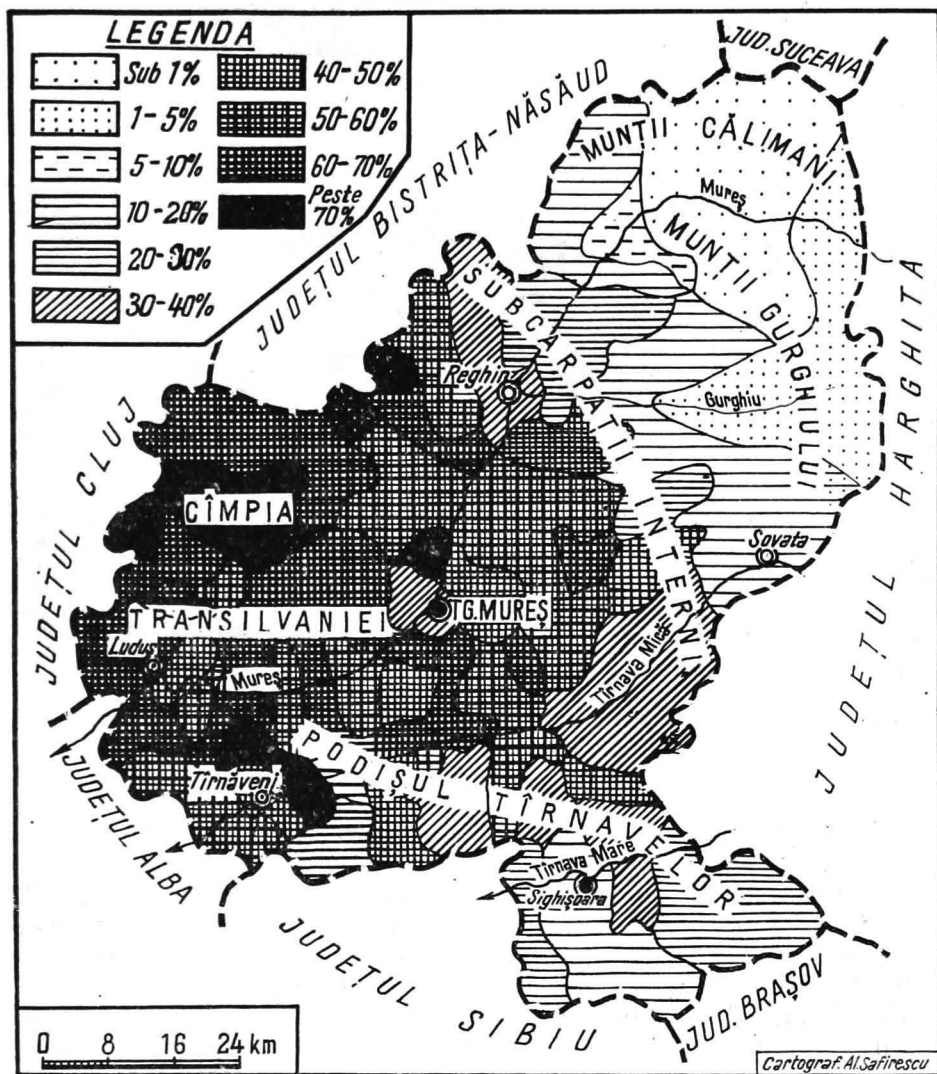 LEGENDA
Sub 1%
1-5%
5-10%
10-20%
20-30%
30-40%
40-50%
50-60%
60-70%
Peste
70%
JUD. SUCEAVA
JUDEȚUL BISTRIȚA-NĂSĂUD
MUNȚII CĂLIMANI
Mureș
MUNȚII GURGHIULUI
SUBCARPAȚII INTERNI
Reghin
Gurghiu
JUDEȚUL HARGHITA
JUDEȚUL CLUJ
CÎMPIA
TRANSILVANIEI
Sovata
TG.MUREȘ
Luduș
Mureș
Tîrnava Mică
PODIȘUL TÎRNAVELOR
Tîrnăveni
JUDEȚUL ALBA
Tîrnava Mare
Sighișoara
JUDEȚUL SIBIU
JUD. BRAȘOV
0 8 16 24 km
Cartograf. Al. Safirescu